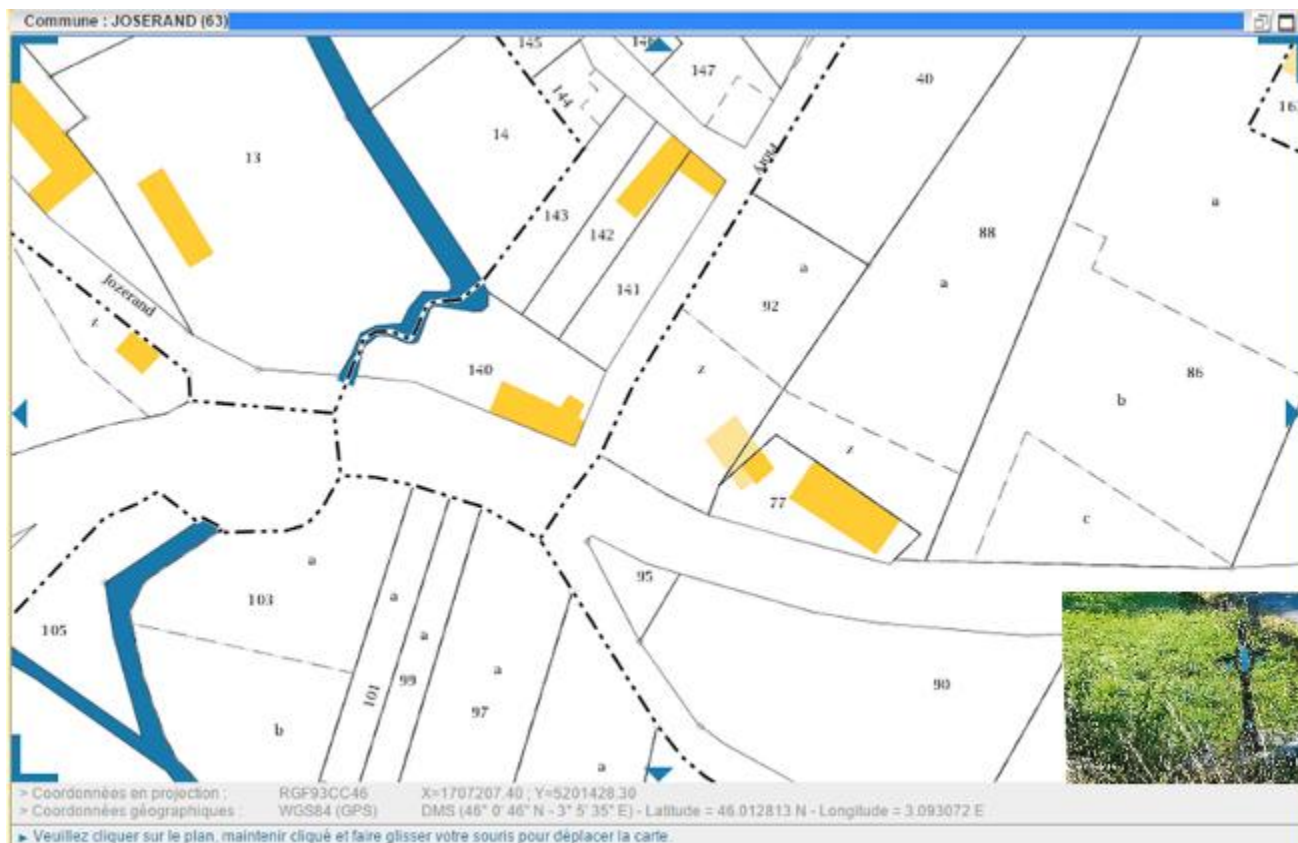 Commune : JOSERAND (63)
145
146
147
144
40
163
13
14
a
143
142
88
a
a
Jozerand
141
92
z
z
140
86
b
z
77
c
a
95
103
a
105
a
101
99
a
97
90
b
a
> Coordonnées en projection : RGF93CC46 X=1707207.40 ; Y=5201428.30
> Coordonnées géographiques : WGS84 (GPS) DMS (46° 0' 46" N - 3° 5' 35" E) - Latitude = 46.012813 N - Longitude = 3.093072 E
► Veuillez cliquer sur le plan, maintenir cliqué et faire glisser votre souris pour déplacer la carte.